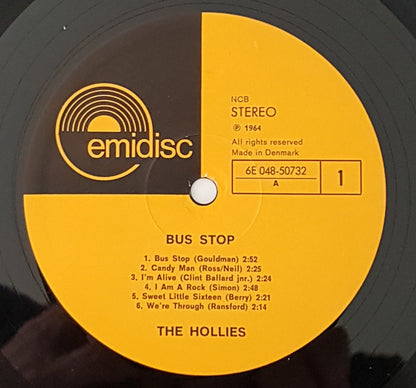 emidisc
NCB
STEREO
℗ 1964
All rights reserved
Made in Denmark
6E 048-50732
A
1
BUS STOP
1. Bus Stop (Gouldman) 2:52
2. Candy Man (Ross/Neil) 2:25
3. I'm Alive (Clint Ballard jnr.) 2:24
4. I Am A Rock (Simon) 2:48
5. Sweet Little Sixteen (Berry) 2:21
6. We're Through (Ransford) 2:14
THE HOLLIES